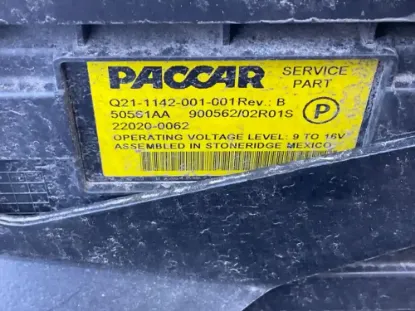 PACCAR SERVICE PART
Q21-1142-001-001Rev.: B
50561AA 900562/02R01S
P
22020-0062
OPERATING VOLTAGE LEVEL: 9 TO 16V
ASSEMBLED IN STONERIDGE MEXICO